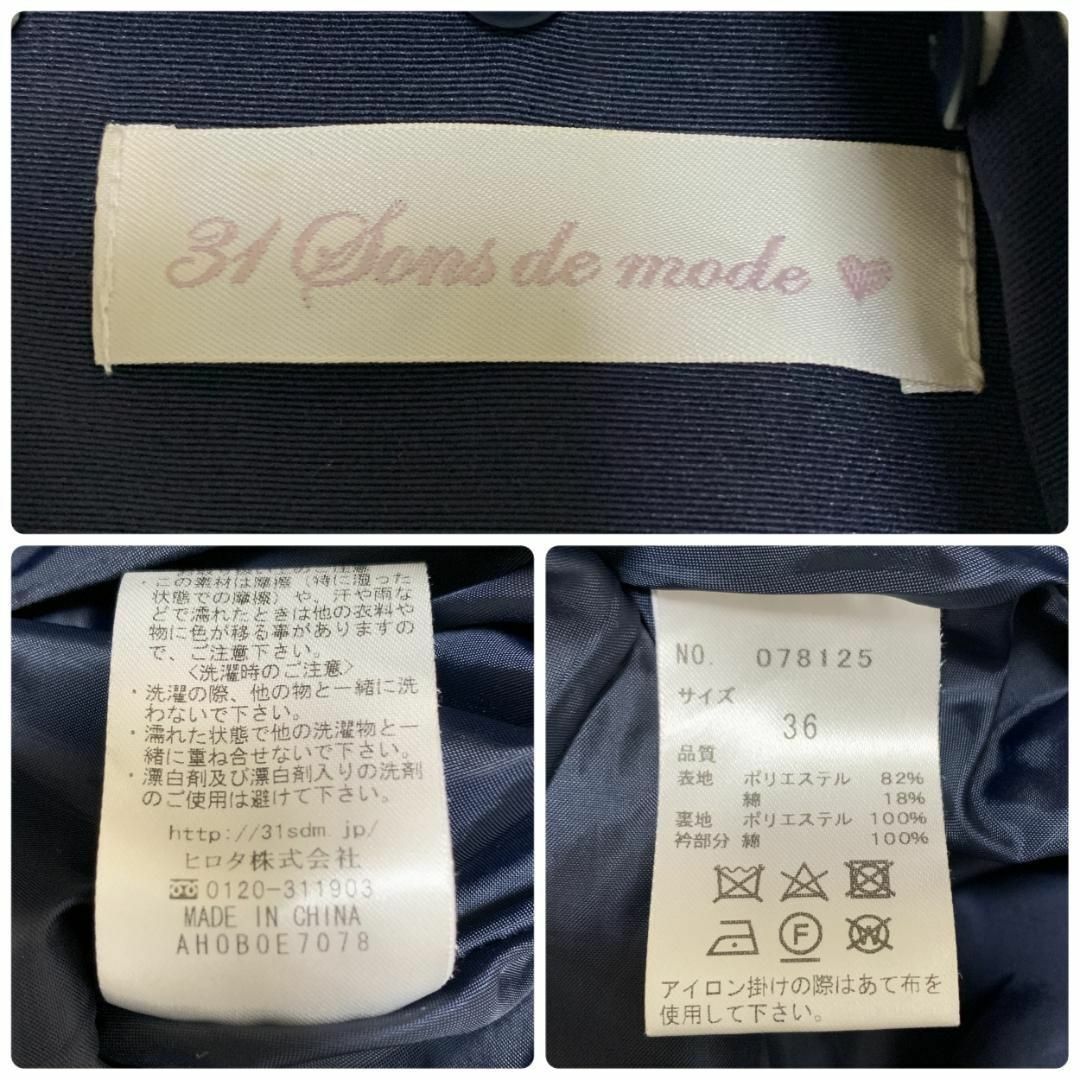 31 Sons de mode
・この素材は摩擦（特に湿った
状態での摩擦）や、汗や雨な
どで濡れたときは他の衣料や
物に色が移る事がありますの
で、ご注意下さい。
<洗濯時のご注意>
・洗濯の際、他の物と一緒に洗
わないで下さい。
・濡れた状態で他の洗濯物と一
緒に重ね合せないで下さい。
・漂白剤及び漂白剤入りの洗剤
のご使用は避けて下さい。
http://31sdm.jp/
ヒロタ株式会社
0120-311903
MADE IN CHINA
AH0B0E7078
NO. 078125
サイズ
36
品質
表地 ポリエステル 82%
綿 18%
裏地 ポリエステル 100%
衿部分 綿 100%
F
W
アイロン掛けの際はあて布を
使用して下さい。